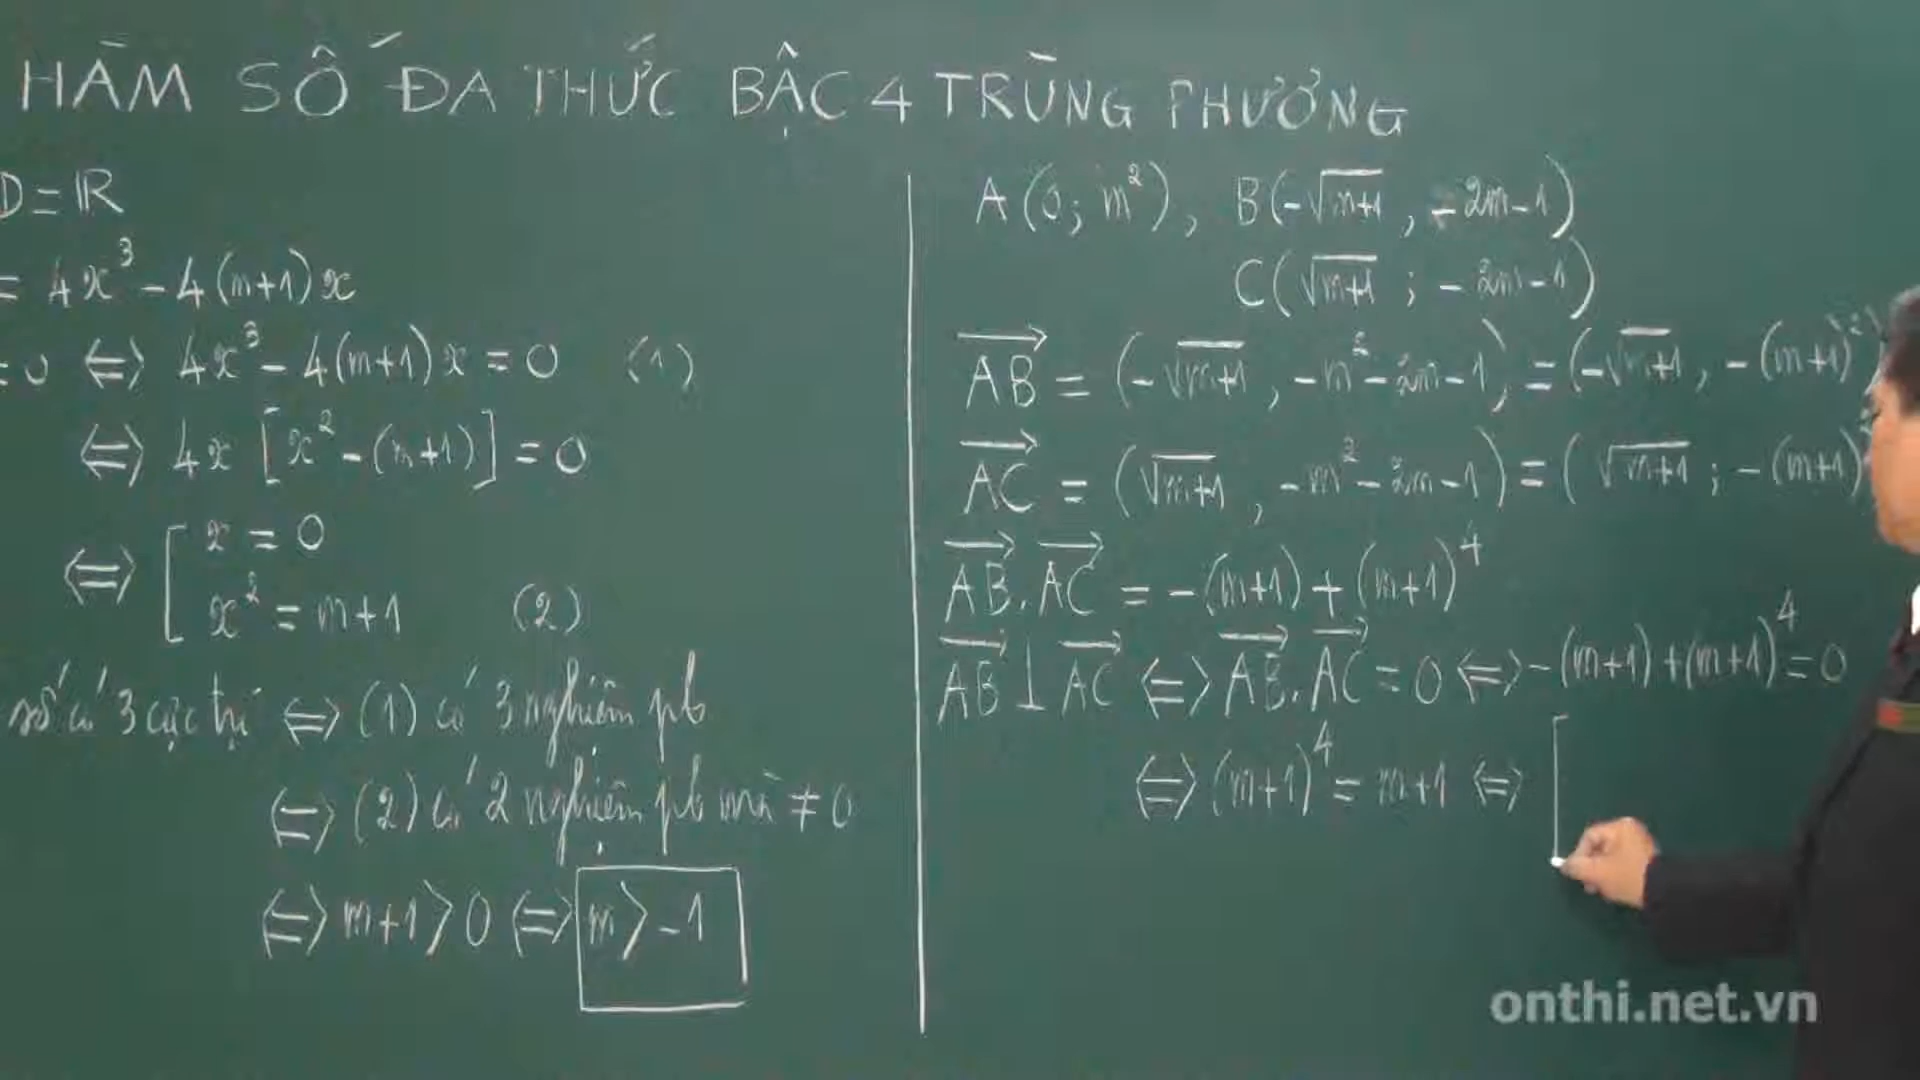 HÀM SỐ ĐA THỨC BẬC 4 TRÙNG PHƯƠNG
D = ℝ
= 4x³ - 4(m+1)x
= 0 ⇔ 4x³ - 4(m+1)x = 0 (1)
⇔ 4x [x² - (m+1)] = 0
⇔ [ x = 0
x² = m+1 (2)
số có 3 cực trị ⇔ (1) có 3 nghiệm pb
⇔ (2) có 2 nghiệm pb mà ≠ 0
⇔ m+1 > 0 ⇔ m > -1
A(0; m²), B(-√(m+1), -2m-1)
C(√(m+1); -2m-1)
AB→ = (-√(m+1), -m²-2m-1) = (-√(m+1), -(m+1)²)
AC→ = (√(m+1), -m²-2m-1) = (√(m+1); -(m+1)²
AB→.AC→ = -(m+1) + (m+1)⁴
AB→ ⊥ AC→ ⇔ AB→.AC→ = 0 ⇔ -(m+1) + (m+1)⁴ = 0
⇔ (m+1)⁴ = m+1 ⇔ [
onthi.net.vn